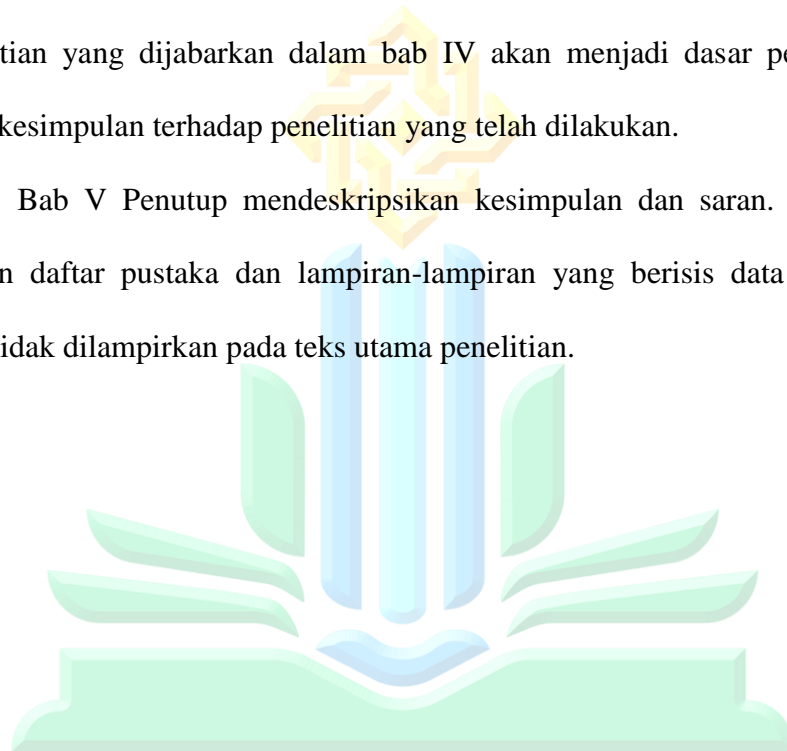 tian yang dijabarkan dalam bab IV akan menjadi dasar pe
kesimpulan terhadap penelitian yang telah dilakukan.
Bab V Penutup mendeskripsikan kesimpulan dan saran.
n daftar pustaka dan lampiran-lampiran yang berisis data
idak dilampirkan pada teks utama penelitian.